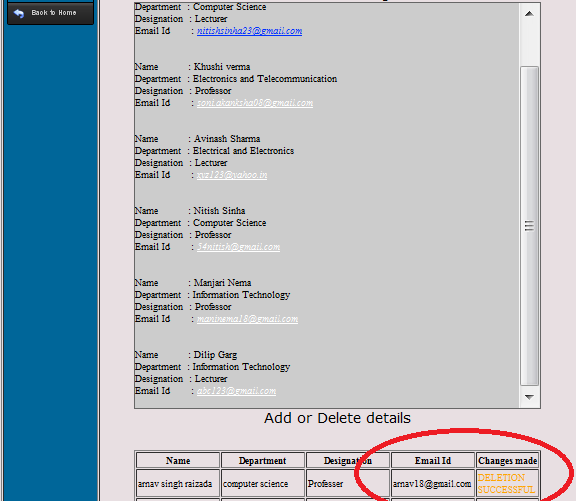 Back to Home
Department : Computer Science
Designation : Lecturer
Email Id : nitishsinha23@gmail.com
Name : Khushi verma
Department : Electronics and Telecommunication
Designation : Professor
Email Id : soni.akanksha08@gmail.com
Name : Avinash Sharma
Department : Electrical and Electronics
Designation : Lecturer
Email Id : xyz123@yahoo.in
Name : Nitish Sinha
Department : Computer Science
Designation : Professor
Email Id : 54nitish@gmail.com
Name : Manjari Nema
Department : Information Technology
Designation : Professor
Email Id : maninema18@gmail.com
Name : Dilip Garg
Department : Information Technology
Designation : Lecturer
Email Id : abc123@gmail.com
Add or Delete details
Name Department Designation Email Id Changes made
arnav singh raizada computer science Professer arnav18@gmail.com DELETION
SUCCESSFUL